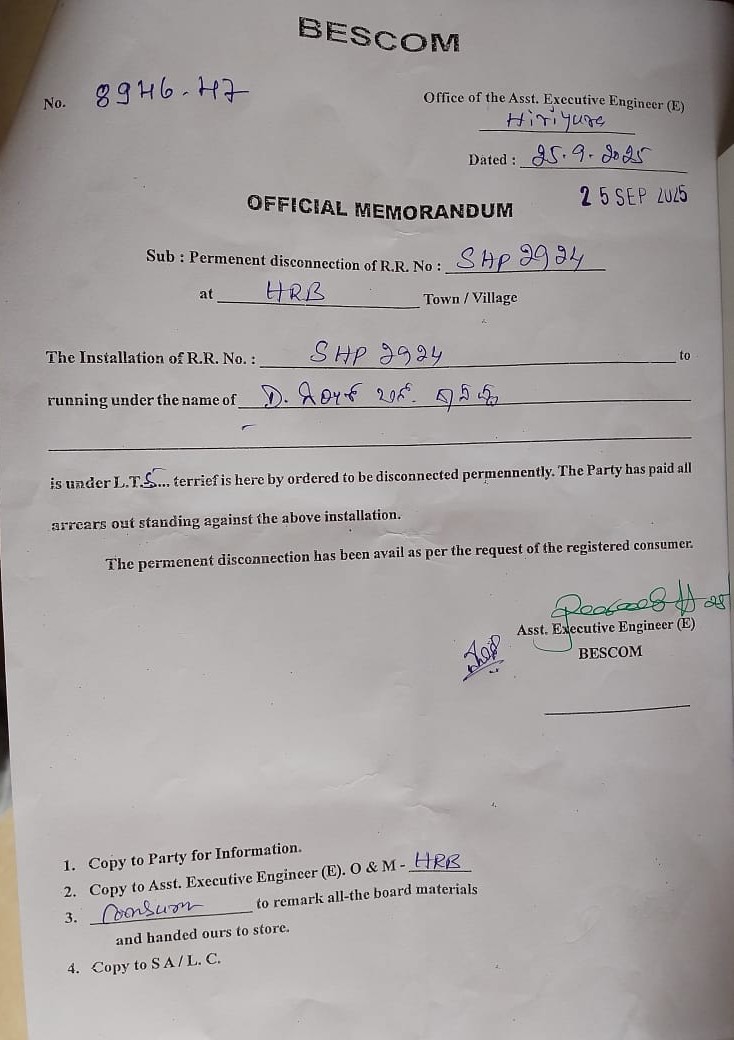 BESCOM
No. 8946-47
Office of the Asst. Executive Engineer (E)
Hiriyura
Dated : 25.9.2025
25 SEP 2025
OFFICIAL MEMORANDUM
Sub : Permenent disconnection of R.R. No : SHP 2924
at HRB Town / Village
The Installation of R.R. No. : SHP 2924 to
running under the name of D.
is under L.T.5... terrief is here by ordered to be disconnected permennently. The Party has paid all
arrears out standing against the above installation.
The permenent disconnection has been avail as per the request of the registered consumer.
Asst. Executive Engineer (E)
BESCOM
1. Copy to Party for Information.
2. Copy to Asst. Executive Engineer (E). O & M - HRB
3. to remark all-the board materials
and handed ours to store.
4. Copy to S A / L. C.